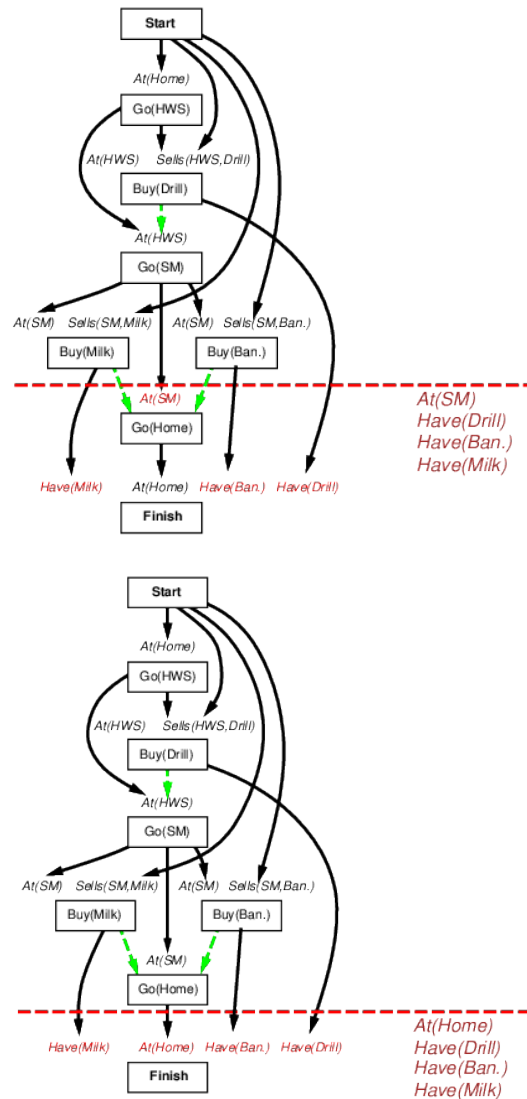 Start
At(Home)
Go(HWS)
At(HWS) Sells(HWS,Drill)
Buy(Drill)
At(HWS)
Go(SM)
At(SM) Sells(SM,Milk) At(SM) Sells(SM,Ban.)
Buy(Milk) Buy(Ban.)
At(SM)
Go(Home)
At(SM)
Have(Drill)
Have(Ban.)
Have(Milk)
Have(Milk) At(Home) Have(Ban.) Have(Drill)
Finish
Start
At(Home)
Go(HWS)
At(HWS) Sells(HWS,Drill)
Buy(Drill)
At(HWS)
Go(SM)
At(SM) Sells(SM,Milk) At(SM) Sells(SM,Ban.)
Buy(Milk) Buy(Ban.)
At(SM)
Go(Home)
Have(Milk) At(Home) Have(Ban.) Have(Drill)
Finish
At(Home)
Have(Drill)
Have(Ban.)
Have(Milk)